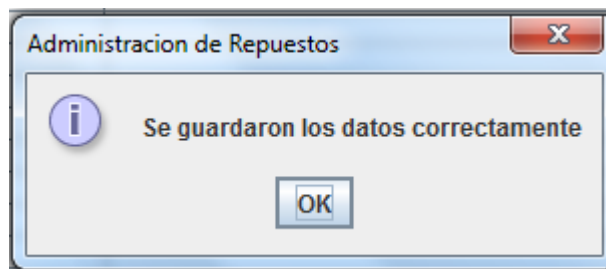 Administracion de Repuestos
Se guardaron los datos correctamente
OK